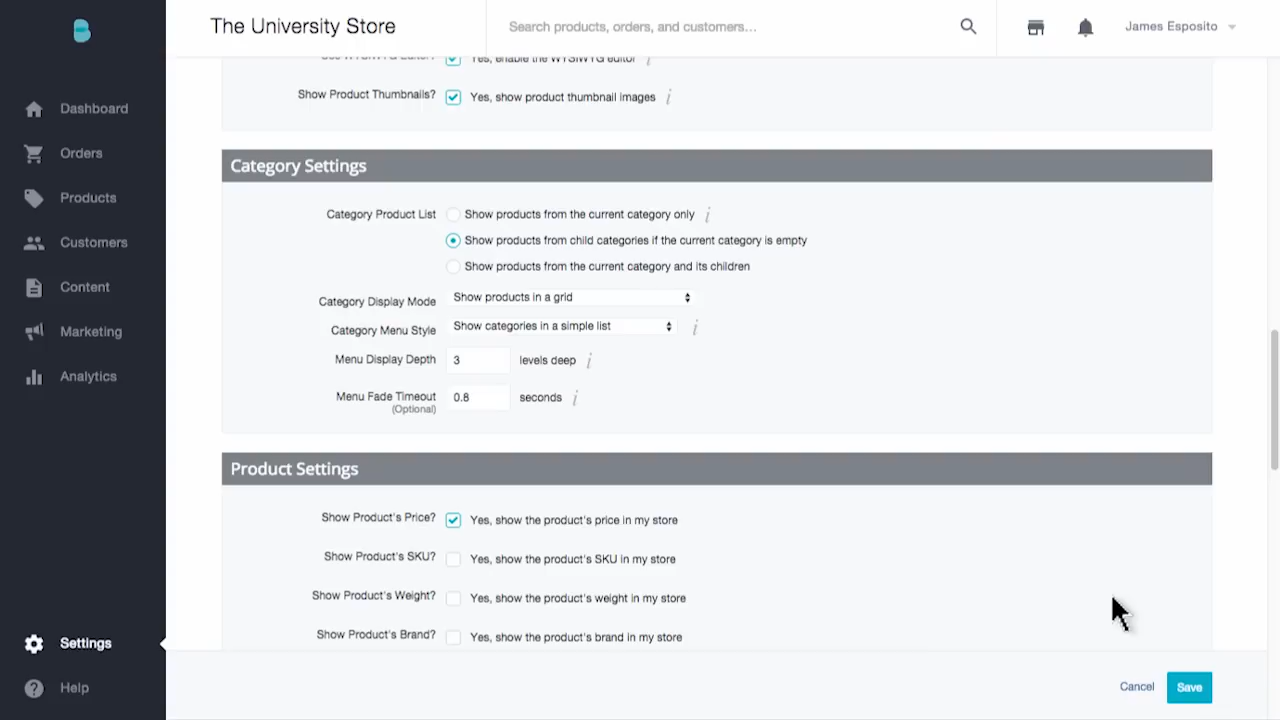 The University Store
Search products, orders, and customers...
James Esposito
Dashboard
Orders
Products
Customers
Content
Marketing
Analytics
Settings
Help
Yes, enable the WYSIWYG editor
Show Product Thumbnails? Yes, show product thumbnail images
Category Settings
Category Product List Show products from the current category only
Show products from child categories if the current category is empty
Show products from the current category and its children
Category Display Mode Show products in a grid
Category Menu Style Show categories in a simple list
Menu Display Depth 3 levels deep
Menu Fade Timeout 0.8 seconds
(Optional)
Product Settings
Show Product's Price? Yes, show the product's price in my store
Show Product's SKU? Yes, show the product's SKU in my store
Show Product's Weight? Yes, show the product's weight in my store
Show Product's Brand? Yes, show the product's brand in my store
Cancel Save